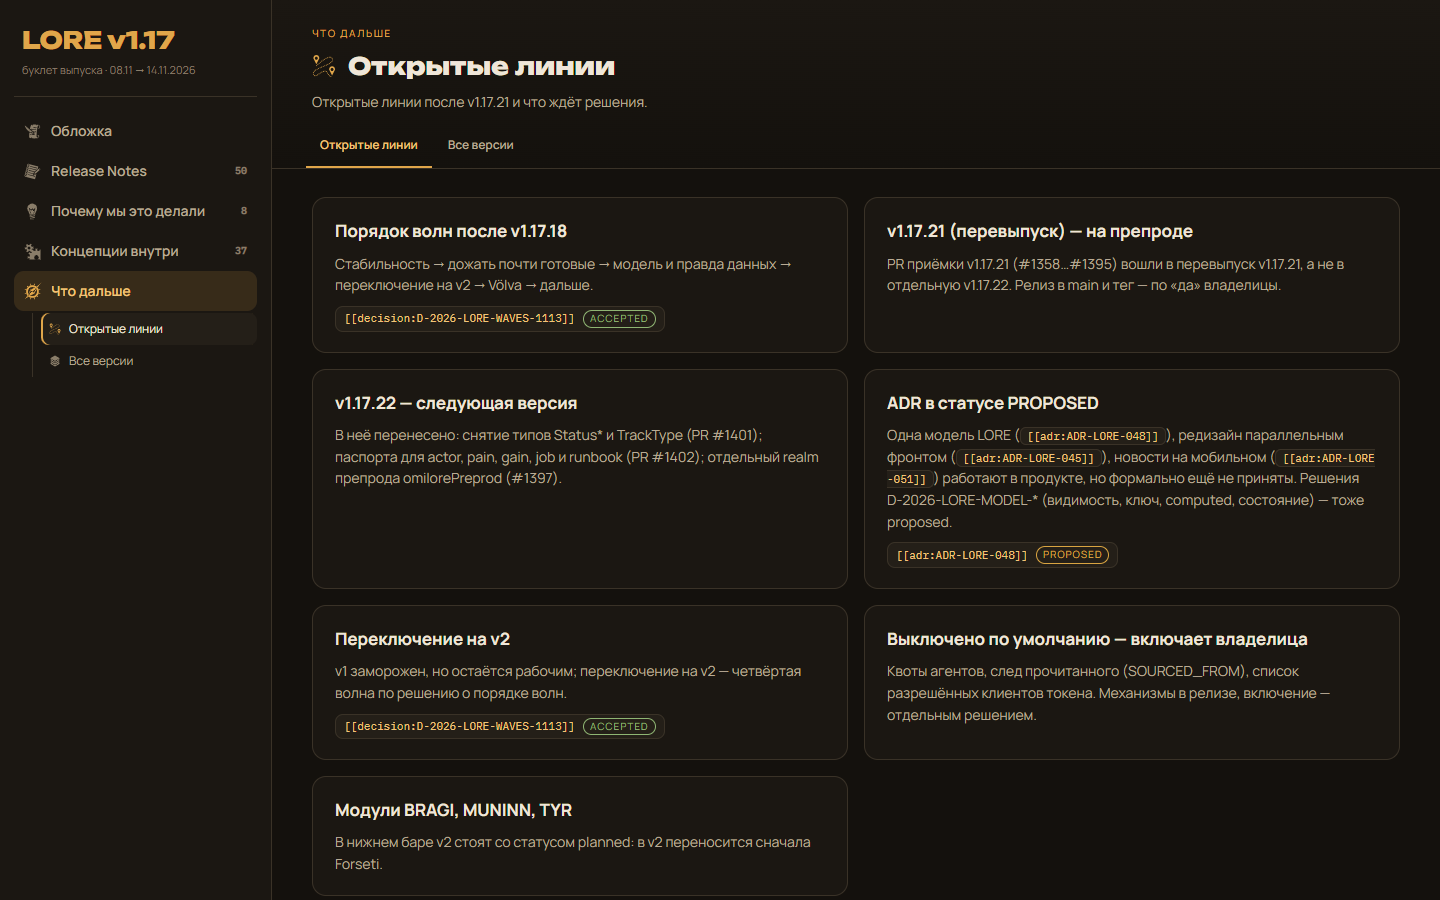 LORE v1.17
буклет выпуска · 08.11 → 14.11.2026
Обложка
Release Notes 50
Почему мы это делали 8
Концепции внутри 37
Что дальше
Открытые линии
Все версии
ЧТО ДАЛЬШЕ
Открытые линии
Открытые линии после v1.17.21 и что ждёт решения.
Открытые линии Все версии
Порядок волн после v1.17.18
Стабильность → дожать почти готовые → модель и правда данных →
переключение на v2 → Völva → дальше.
[[decision:D-2026-LORE-WAVES-1113]] ACCEPTED
v1.17.21 (перевыпуск) — на препроде
PR приёмки v1.17.21 (#1358…#1395) вошли в перевыпуск v1.17.21, а не в
отдельную v1.17.22. Релиз в main и тег — по «да» владелицы.
v1.17.22 — следующая версия
В неё перенесено: снятие типов Status* и TrackType (PR #1401);
паспорта для actor, pain, gain, job и runbook (PR #1402); отдельный realm
препрода omilorePreprod (#1397).
ADR в статусе PROPOSED
Одна модель LORE ( [[adr:ADR-LORE-048]] ), редизайн параллельным
фронтом ( [[adr:ADR-LORE-045]] ), новости на мобильном ( [[adr:ADR-LORE
-051]] ) работают в продукте, но формально ещё не приняты. Решения
D-2026-LORE-MODEL-* (видимость, ключ, computed, состояние) — тоже
proposed.
[[adr:ADR-LORE-048]] PROPOSED
Переключение на v2
v1 заморожен, но остаётся рабочим; переключение на v2 — четвёртая
волна по решению о порядке волн.
[[decision:D-2026-LORE-WAVES-1113]] ACCEPTED
Выключено по умолчанию — включает владелица
Квоты агентов, след прочитанного (SOURCED_FROM), список
разрешённых клиентов токена. Механизмы в релизе, включение —
отдельным решением.
Модули BRAGI, MUNINN, TYR
В нижнем баре v2 стоят со статусом planned: в v2 переносится сначала
Forseti.